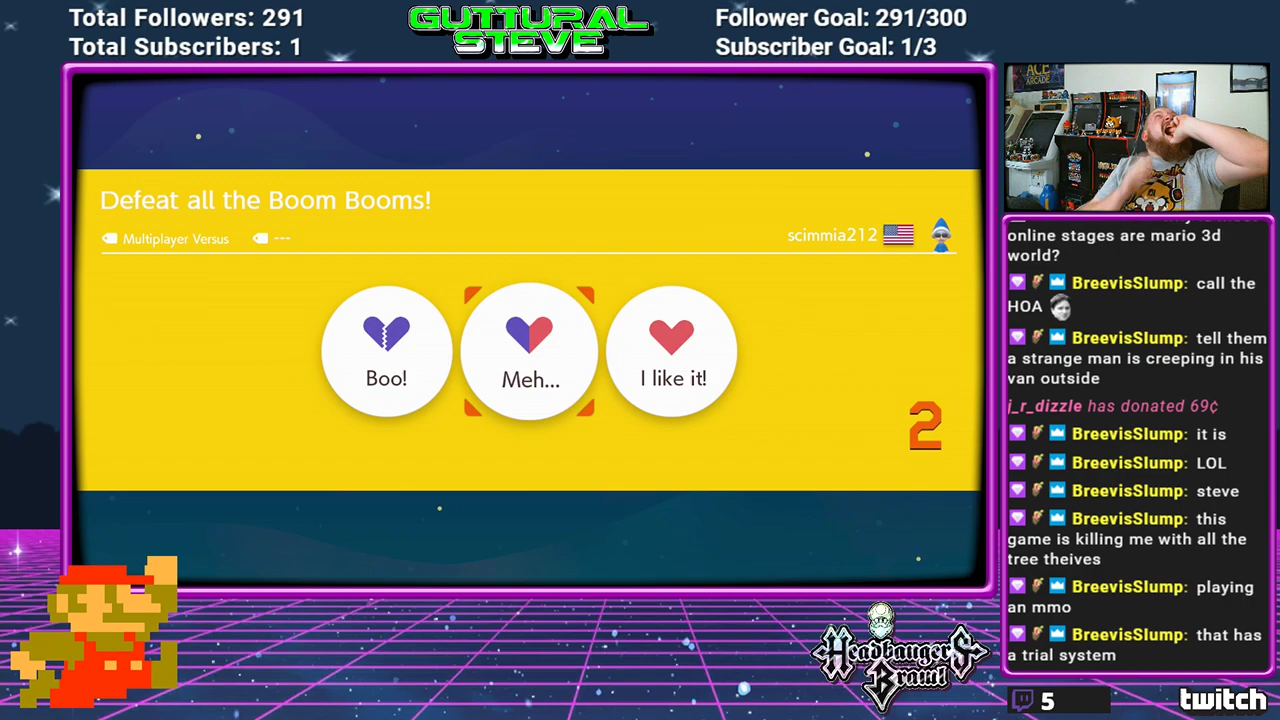 Total Followers: 291
Total Subscribers: 1
GUTTURAL
STEVE
Follower Goal: 291/300
Subscriber Goal: 1/3
ACE
ARCADE
Defeat all the Boom Booms!
Multiplayer Versus
---
scimmia212
Boo!
Meh...
I like it!
2
online stages are mario 3d
world?
BreevisSlump: call the
HOA
BreevisSlump: tell them
a strange man is creeping in his
van outside
j_r_dizzle has donated 69¢
BreevisSlump: it is
BreevisSlump: LOL
BreevisSlump: steve
BreevisSlump: this
game is killing me with all the
tree theives
BreevisSlump: playing
an mmo
BreevisSlump: that has
a trial system
Headbangers
Brawl
5
twitch